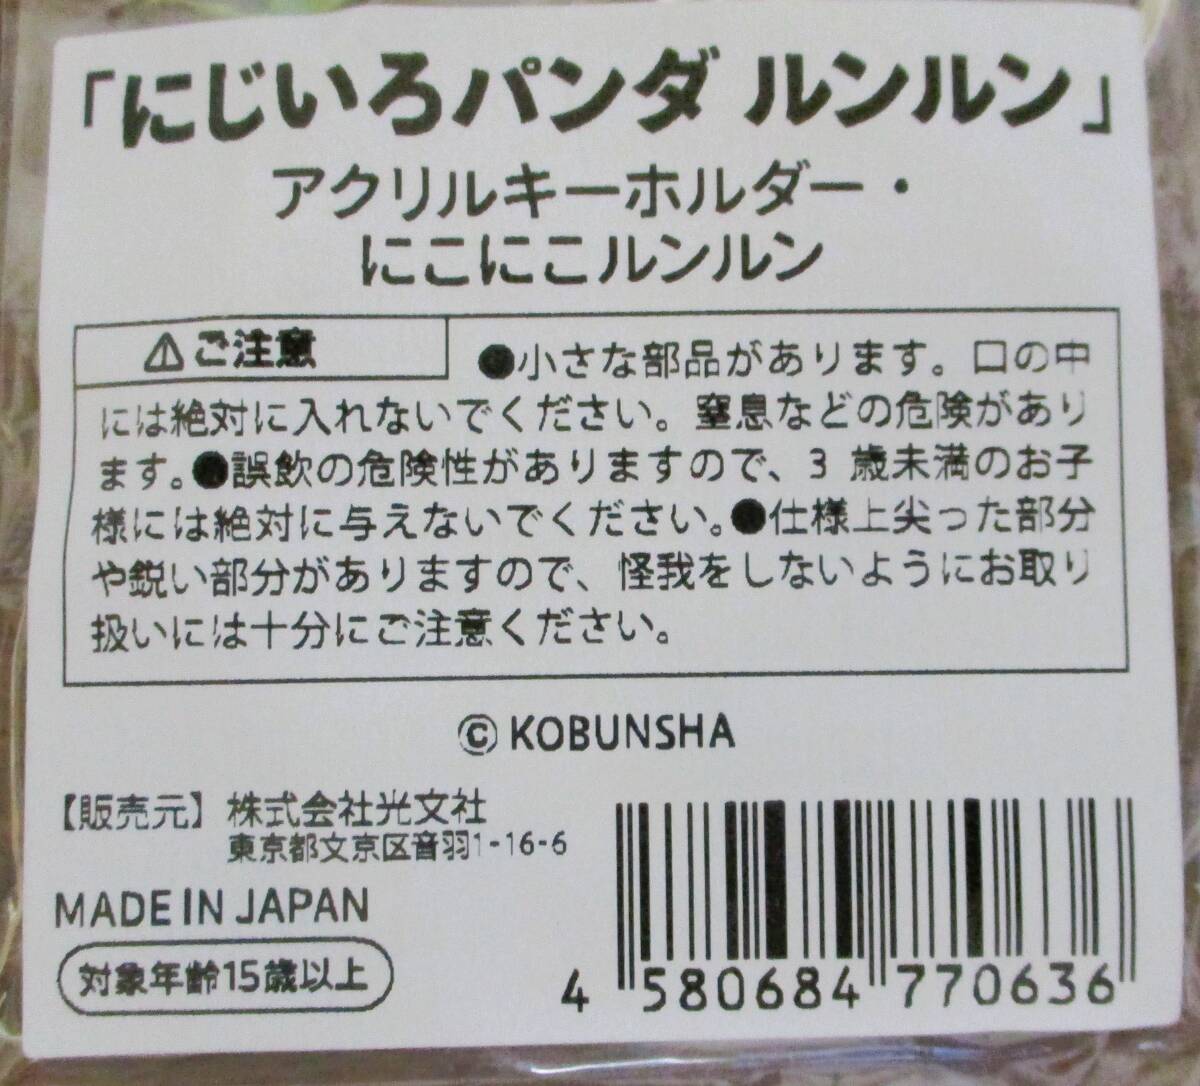 「にじいろパンダ ルンルン」
アクリルキーホルダー・
にこにこルンルン
⚠ご注意
●小さな部品があります。口の中
には絶対に入れないでください。窒息などの危険があり
ます。●誤飲の危険性がありますので、3 歳未満のお子
様には絶対に与えないでください。●仕様上尖った部分
や鋭い部分がありますので、怪我をしないようにお取り
扱いには十分にご注意ください。
© KOBUNSHA
【販売元】株式会社光文社
東京都文京区音羽1-16-6
MADE IN JAPAN
対象年齢15歳以上
4 580684 770636